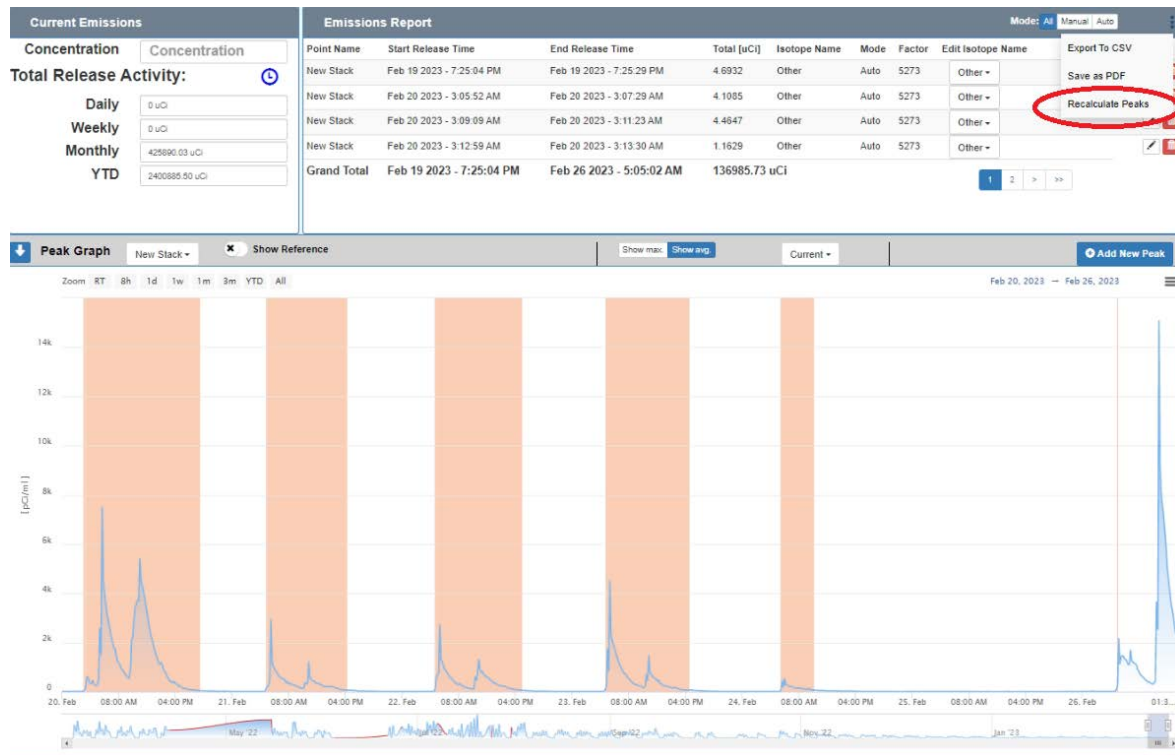 Current Emissions
Concentration Concentration
Total Release Activity:
Daily 0 uCi
Weekly 0 uCi
Monthly 425890.03 uCi
YTD 2400885.50 uCi
Emissions Report Mode: All Manual Auto
Point Name Start Release Time End Release Time Total [uCi] Isotope Name Mode Factor Edit Isotope Name
New Stack Feb 19 2023 - 7:25:04 PM Feb 19 2023 - 7:25:29 PM 4.6932 Other Auto 5273 Other
New Stack Feb 20 2023 - 3:05:52 AM Feb 20 2023 - 3:07:29 AM 4.1085 Other Auto 5273 Other
New Stack Feb 20 2023 - 3:09:09 AM Feb 20 2023 - 3:11:23 AM 4.4647 Other Auto 5273 Other
New Stack Feb 20 2023 - 3:12:59 AM Feb 20 2023 - 3:13:30 AM 1.1629 Other Auto 5273 Other
Grand Total Feb 19 2023 - 7:25:04 PM Feb 26 2023 - 5:05:02 AM 136985.73 uCi
1 2 > >>
Export To CSV
Save as PDF
Recalculate Peaks
Peak Graph New Stack Show Reference Show max. Show avg. Current Add New Peak
Zoom RT 8h 1d 1w 1m 3m YTD All Feb 20, 2023 → Feb 26, 2023
[pCi/ml]
14k
12k
10k
8k
6k
4k
2k
0
20. Feb 08:00 AM 04:00 PM 21. Feb 08:00 AM 04:00 PM 22. Feb 08:00 AM 04:00 PM 23. Feb 08:00 AM 04:00 PM 24. Feb 08:00 AM 04:00 PM 25. Feb 08:00 AM 04:00 PM 26. Feb 01:3...
May '22 Sep '22 Nov '22 Jan '23